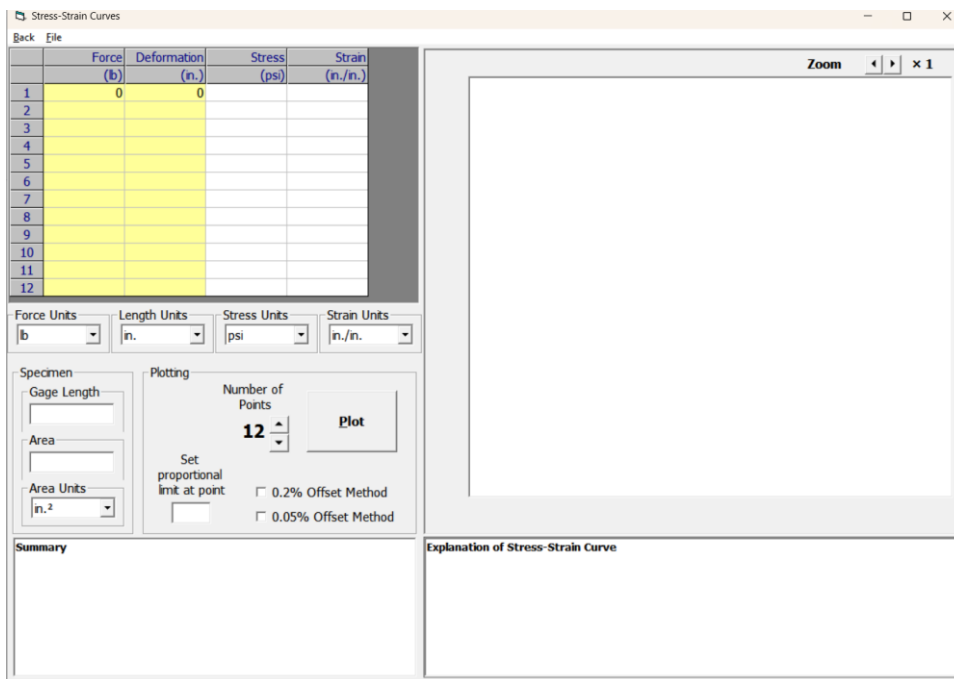 Stress-Strain Curves
Back File
Force Deformation Stress Strain
(lb) (in.) (psi) (in./in.)
1 0 0
2
3
4
5
6
7
8
9
10
11
12
Zoom × 1
Force Units Length Units Stress Units Strain Units
lb in. psi in./in.
Specimen
Gage Length
Area
Area Units
in.²
Plotting
Number of
Points
12
Plot
Set
proportional
limit at point
0.2% Offset Method
0.05% Offset Method
Summary
Explanation of Stress-Strain Curve